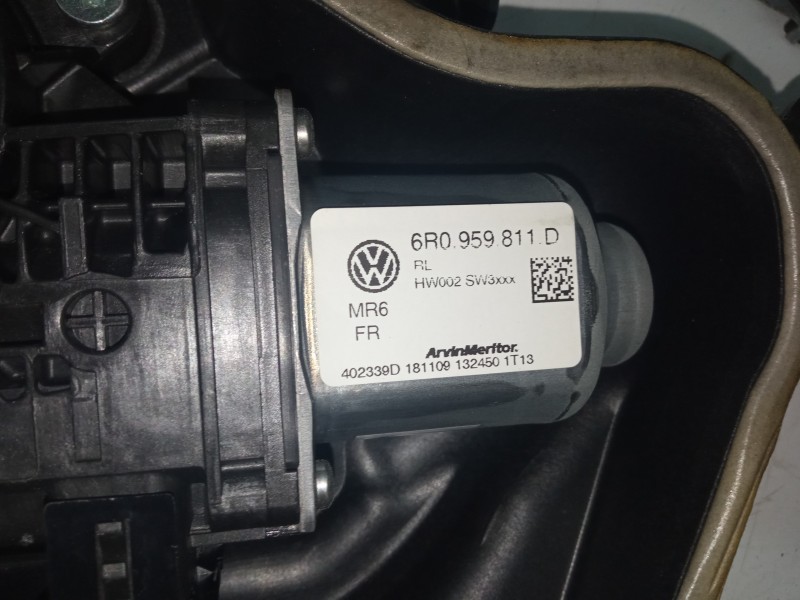 6R0.959.811.D
RL
HW002 SW3xxx
MR6
FR
ArvinMeritor.
402339D 181109 132450 1T13